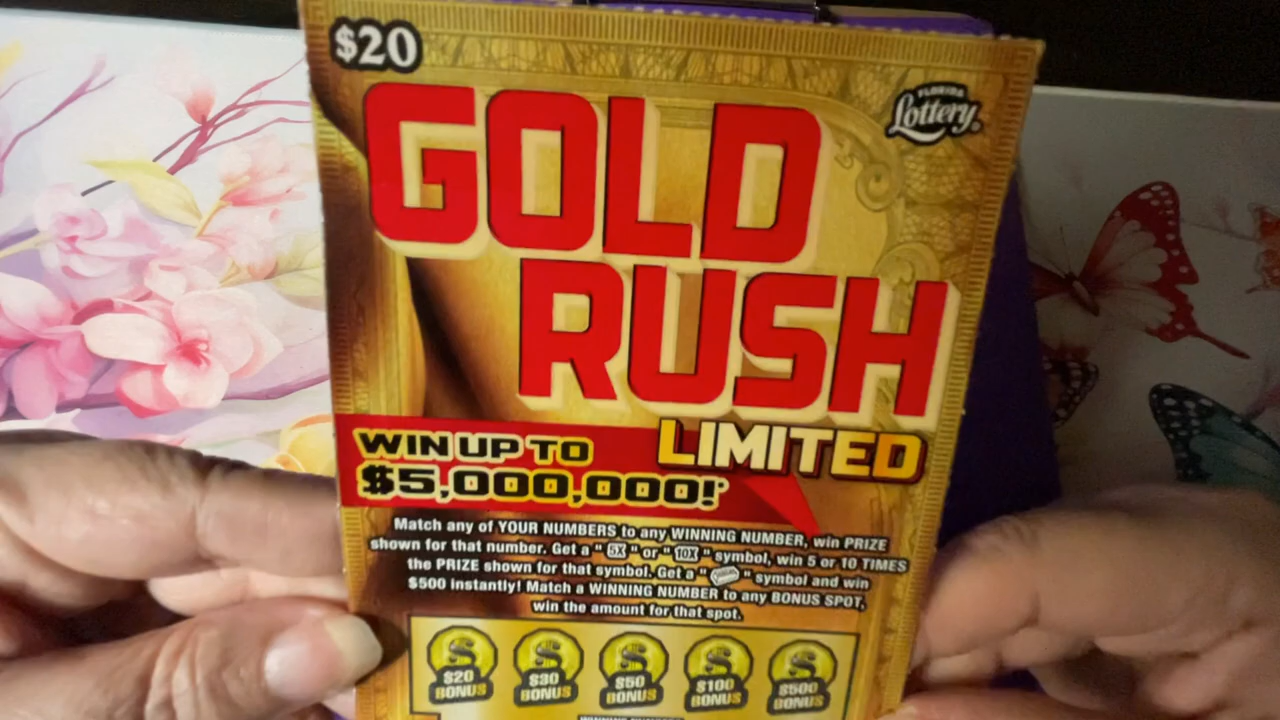 $20
FLORIDA
Lottery®
GOLD
RUSH
LIMITED
WIN UP TO
$5,000,000!*
Match any of YOUR NUMBERS to any WINNING NUMBER, win PRIZE
shown for that number. Get a "5X" or "10X" symbol, win 5 or 10 TIMES
the PRIZE shown for that symbol. Get a " " symbol and win
$500 instantly! Match a WINNING NUMBER to any BONUS SPOT,
win the amount for that spot.
$20 BONUS
$30 BONUS
$50 BONUS
$100 BONUS
$500 BONUS